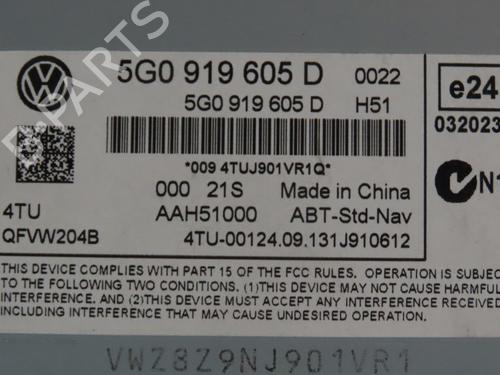 B PARTS
5G0 919 605 D 0022
5G0 919 605 D H51
e24
032023
*009 4TUJ901VR1Q*
N1
000 21S Made in China
4TU AAH51000 ABT-Std-Nav
QFVW204B 4TU-00124.09.131J910612
THIS DEVICE COMPLIES WITH PART 15 OF THE FCC RULES. OPERATION IS SUBJEC
TO THE FOLLOWING TWO CONDITIONS. (1)THIS DEVICE MAY NOT CAUSE HARMFUL
INTERFERENCE. AND (2)THIS DEVICE MUST ACCEPT ANY INTERFERENCE RECEIVED
INCLUDING INTERFERENCE THAT MAY CAUSE UNDESIRED OPERATION
VWZ8Z9NJ901VR1